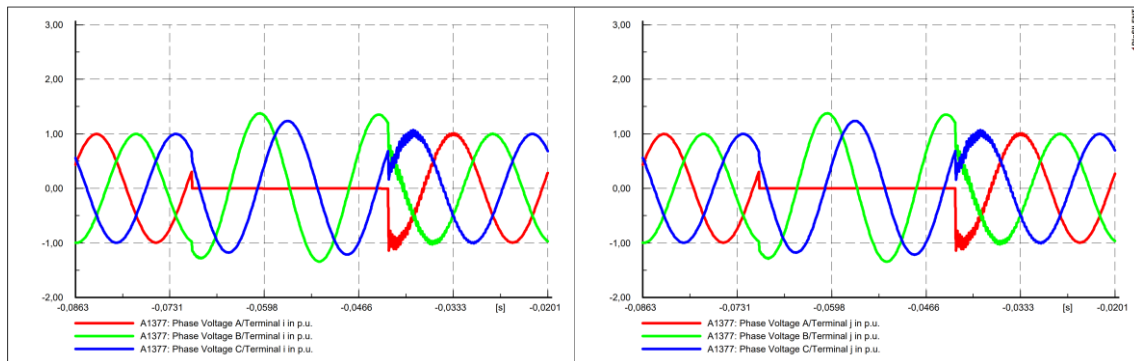 3,00
2,00
1,00
0,00
-1,00
-2,00
-0,0863 -0,0731 -0,0598 -0,0466 -0,0333 [s] -0,0201
A1377: Phase Voltage A/Terminal i in p.u.
A1377: Phase Voltage B/Terminal i in p.u.
A1377: Phase Voltage C/Terminal i in p.u.
3,00
2,00
1,00
0,00
-1,00
-2,00
-0,0863 -0,0731 -0,0598 -0,0466 -0,0333 [s] -0,0201
A1377: Phase Voltage A/Terminal j in p.u.
A1377: Phase Voltage B/Terminal j in p.u.
A1377: Phase Voltage C/Terminal j in p.u.